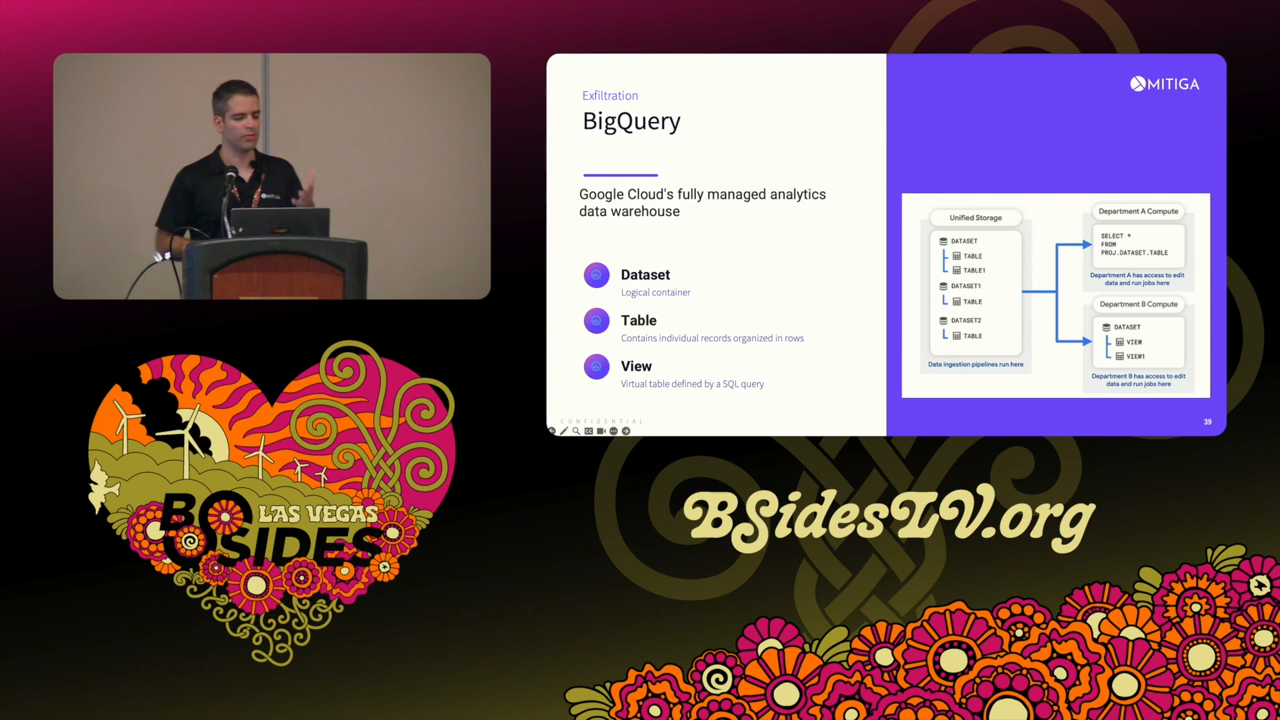 Exfiltration
BigQuery
Google Cloud's fully managed analytics
data warehouse
Dataset
Logical container
Table
Contains individual records organized in rows
View
Virtual table defined by a SQL query
CONFIDENTIAL
MITIGA
Unified Storage
DATASET
TABLE
TABLE1
DATASET1
TABLE
DATASET2
TABLE
Data ingestion pipelines run here
Department A Compute
SELECT *
FROM
PROJ.DATASET.TABLE
Department A has access to edit
data and run jobs here
Department B Compute
DATASET
VIEW
VIEW1
Department B has access to edit
data and run jobs here
39
BSIDES
LAS VEGAS
23
BSidesLV.org